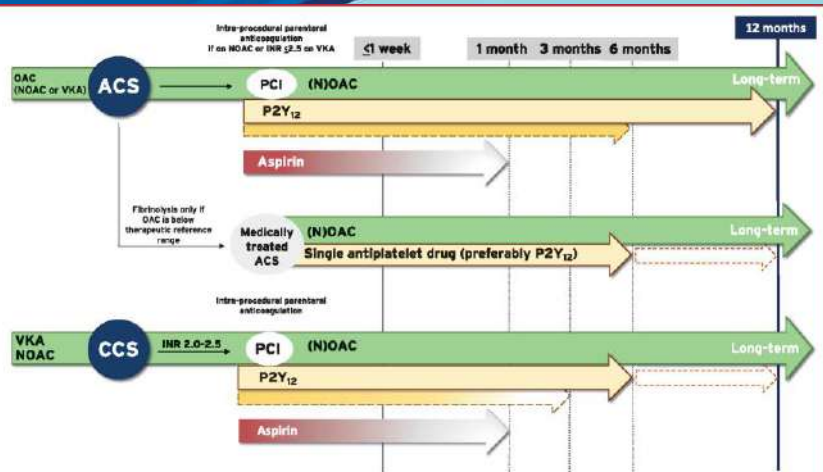 12 months
Intra-procedural parenteral
anticoagulation
if on NOAC or INR ≤2.5 on VKA
≤1 week
1 month
3 months
6 months
OAC
(NOAC or VKA)
ACS
PCI
(N)OAC
Long-term
P2Y₁₂
Aspirin
Fibrinolysis only if
OAC is below
therapeutic reference
range
Medically
treated
ACS
(N)OAC
Long-term
Single antiplatelet drug (preferably P2Y₁₂)
Intra-procedural parenteral
anticoagulation
VKA
NOAC
CCS
INR 2.0-2.5
PCI
(N)OAC
Long-term
P2Y₁₂
Aspirin